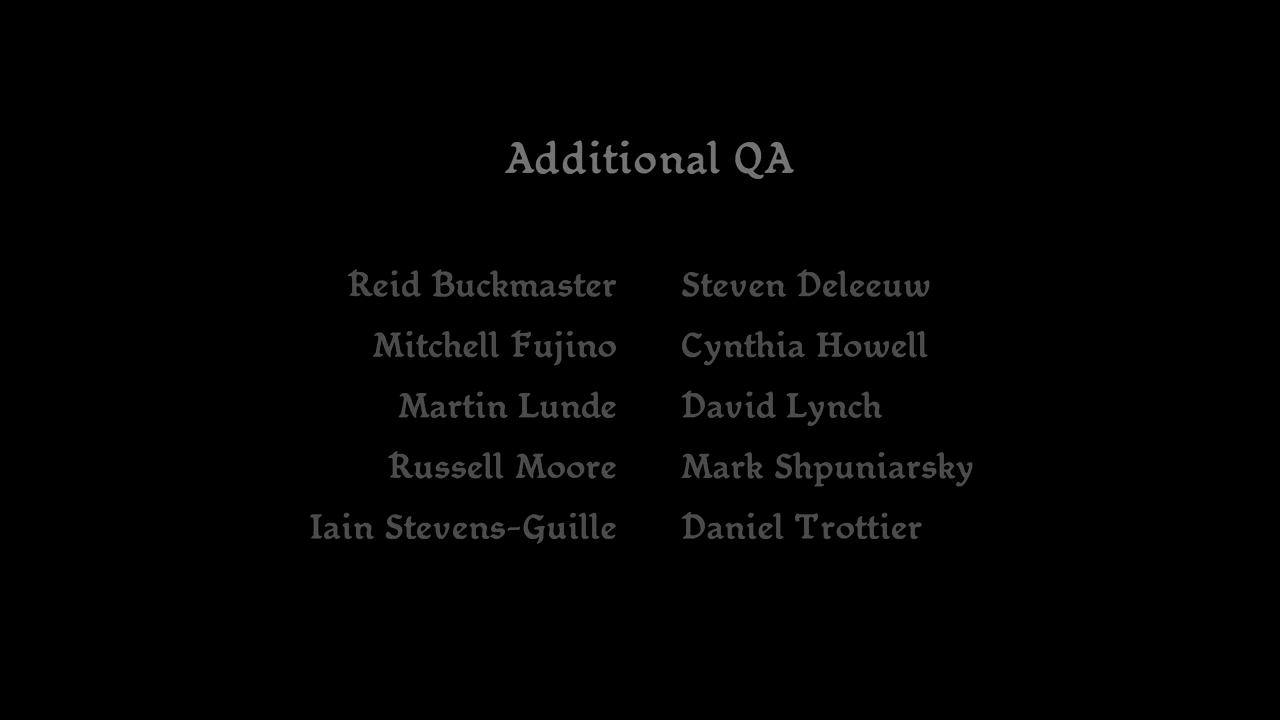 Additional QA
Reid Buckmaster Steven Deleeuw
Mitchell Fujino Cynthia Howell
Martin Lunde David Lynch
Russell Moore Mark Shpuniarsky
Iain Stevens-Guille Daniel Trottier